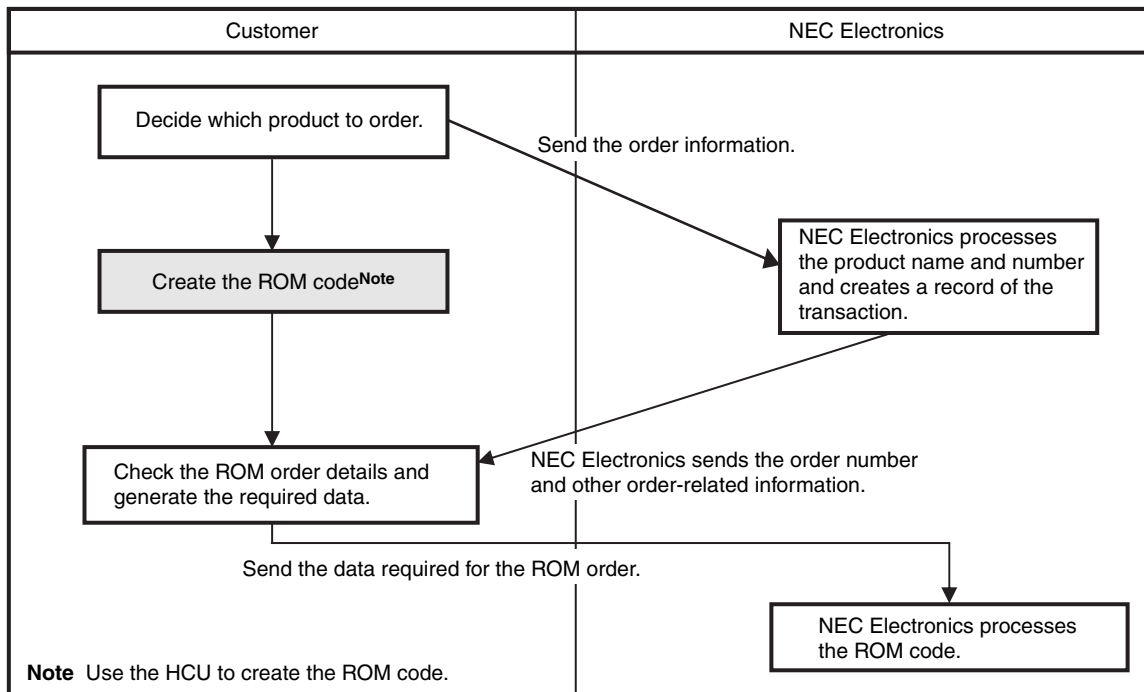 Customer
NEC Electronics
Decide which product to order.
Send the order information.
NEC Electronics processes
the product name and number
and creates a record of the
transaction.
Create the ROM codeNote
Check the ROM order details and
generate the required data.
NEC Electronics sends the order number
and other order-related information.
Send the data required for the ROM order.
NEC Electronics processes
the ROM code.
Note Use the HCU to create the ROM code.